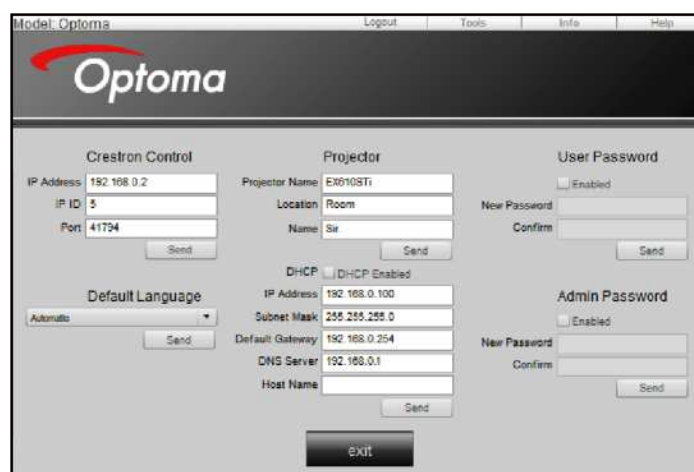 Model: Optoma
Logout Tools Info Help
Optoma
Crestron Control
IP Address 192.168.0.2
IP ID 5
Port 41794
Send
Default Language
Automatic
Send
Projector
Projector Name EX610STi
Location Room
Name Sir.
Send
DHCP DHCP Enabled
IP Address 192.168.0.100
Subnet Mask 255.255.255.0
Default Gateway 192.168.0.254
DNS Server 192.168.0.1
Host Name
Send
User Password
Enabled
New Password
Confirm
Send
Admin Password
Enabled
New Password
Confirm
Send
exit